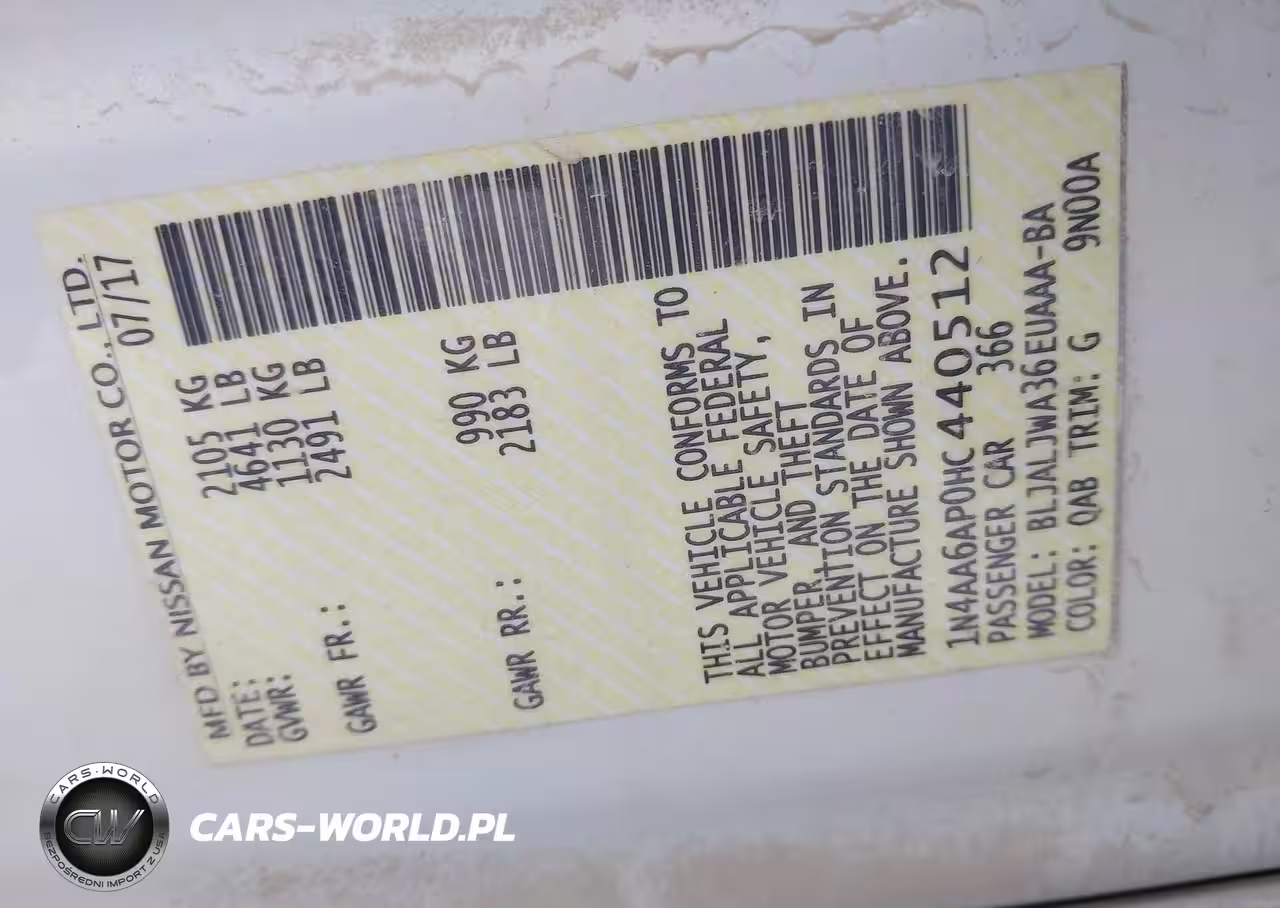 MFD BY NISSAN MOTOR CO., LTD.
DATE: 07/17
GVWR: 2105 KG
4641 LB
GAWR FR.: 1130 KG
2491 LB
GAWR RR.: 990 KG
2183 LB
THIS VEHICLE CONFORMS TO
ALL APPLICABLE FEDERAL
MOTOR VEHICLE SAFETY,
BUMPER, AND THEFT
PREVENTION STANDARDS IN
EFFECT ON THE DATE OF
MANUFACTURE SHOWN ABOVE.
1N4AA6AP0HC440512
PASSENGER CAR 366
MODEL: BLJALJWA36EUAAA-BA
COLOR: QAB TRIM: G 9N00A
CARS-WORLD
CW
BEZPOŚREDNI IMPORT Z USA
CARS-WORLD.PL